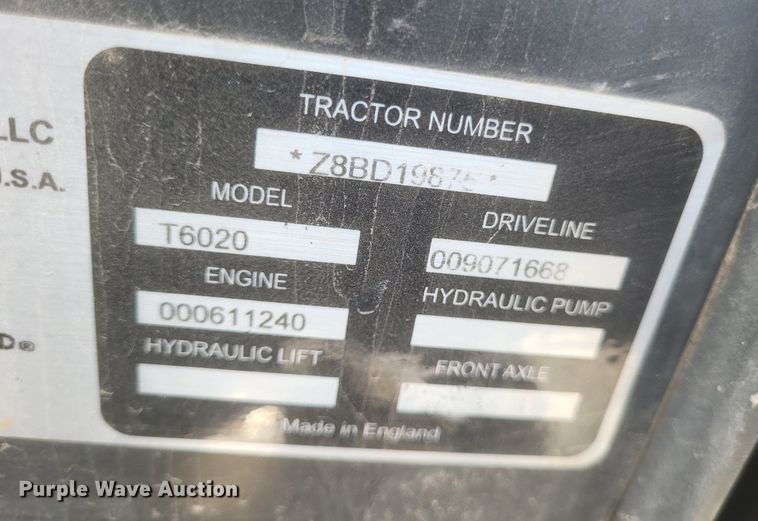 LLC
U.S.A.
D®
TRACTOR NUMBER
MODEL
T6020
DRIVELINE
009071668
ENGINE
000611240
HYDRAULIC PUMP
HYDRAULIC LIFT
FRONT AXLE
Made in England
Purple Wave Auction